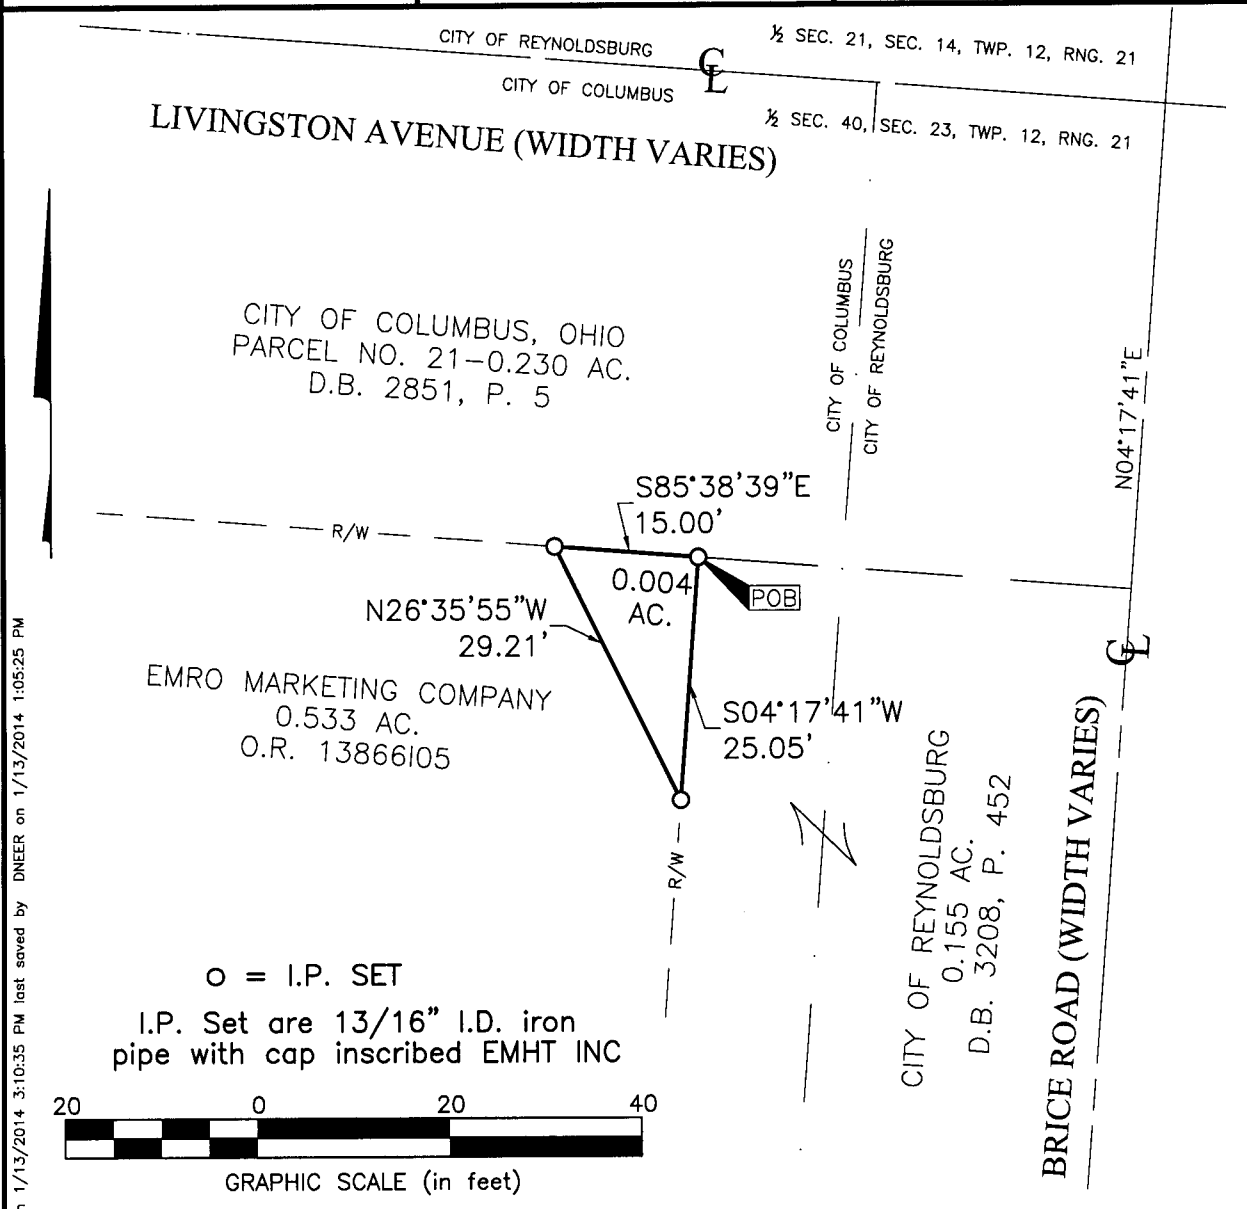 CITY OF REYNOLDSBURG
CL
½ SEC. 21, SEC. 14, TWP. 12, RNG. 21
CITY OF COLUMBUS
½ SEC. 40, SEC. 23, TWP. 12, RNG. 21
LIVINGSTON AVENUE (WIDTH VARIES)
CITY OF COLUMBUS
CITY OF REYNOLDSBURG
CITY OF COLUMBUS, OHIO
PARCEL NO. 21-0.230 AC.
D.B. 2851, P. 5
N04°17'41"E
S85°38'39"E
15.00'
R/W
0.004
AC.
POB
N26°35'55"W
29.21'
CL
EMRO MARKETING COMPANY
0.533 AC.
O.R. 13866I05
S04°17'41"W
25.05'
R/W
CITY OF REYNOLDSBURG
0.155 AC.
D.B. 3208, P. 452
BRICE ROAD (WIDTH VARIES)
O = I.P. SET
I.P. Set are 13/16" I.D. iron
pipe with cap inscribed EMHT INC
20 0 20 40
GRAPHIC SCALE (in feet)
1/13/2014 3:10:35 PM last saved by DNEER on 1/13/2014 1:05:25 PM